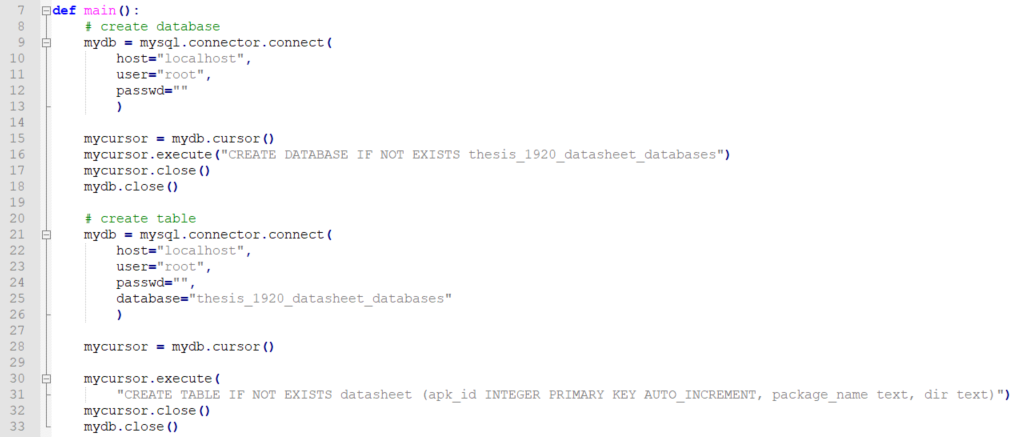 7 def main():
8 # create database
9 mydb = mysql.connector.connect(
10 host="localhost",
11 user="root",
12 passwd=""
13 )
14
15 mycursor = mydb.cursor()
16 mycursor.execute("CREATE DATABASE IF NOT EXISTS thesis_1920_datasheet_databases")
17 mycursor.close()
18 mydb.close()
19
20 # create table
21 mydb = mysql.connector.connect(
22 host="localhost",
23 user="root",
24 passwd="",
25 database="thesis_1920_datasheet_databases"
26 )
27
28 mycursor = mydb.cursor()
29
30 mycursor.execute(
31 "CREATE TABLE IF NOT EXISTS datasheet (apk_id INTEGER PRIMARY KEY AUTO_INCREMENT, package_name text, dir text)")
32 mycursor.close()
33 mydb.close()